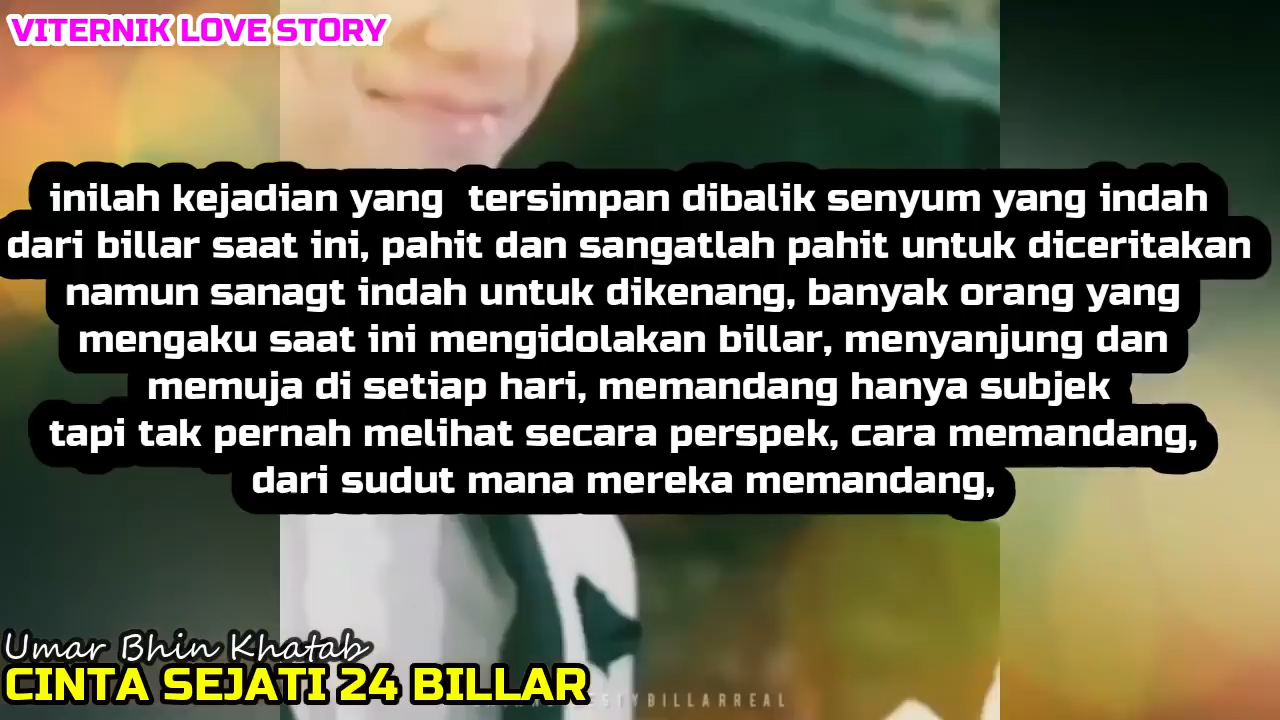 VITERNIK LOVE STORY
inilah kejadian yang tersimpan dibalik senyum yang indah
dari billar saat ini, pahit dan sangatlah pahit untuk diceritakan
namun sanagt indah untuk dikenang, banyak orang yang
mengaku saat ini mengidolakan billar, menyanjung dan
memuja di setiap hari, memandang hanya subjek
tapi tak pernah melihat secara perspek, cara memandang,
dari sudut mana mereka memandang,
Umar Bhin Khatab
CINTA SEJATI 24 BILLAR